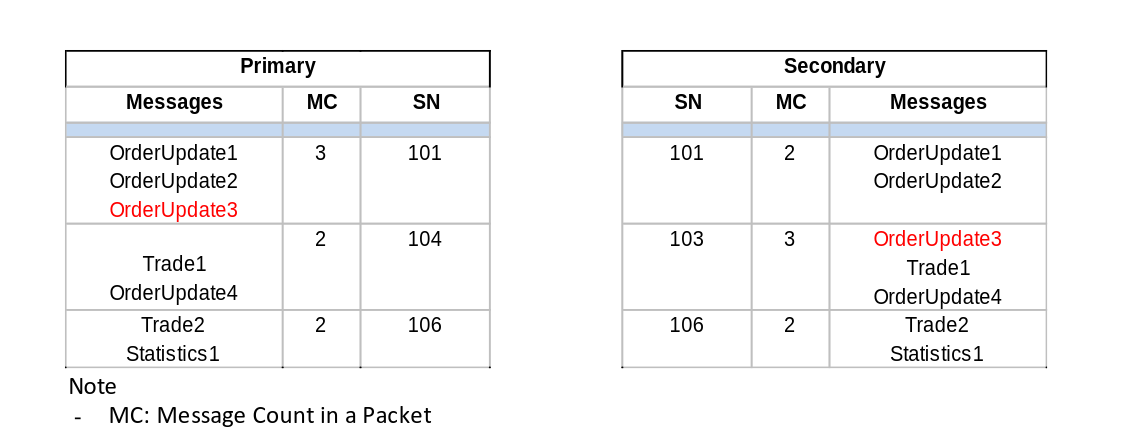 Primary
Messages MC SN
OrderUpdate1 3 101
OrderUpdate2
OrderUpdate3
2 104
Trade1
OrderUpdate4
Trade2 2 106
Statistics1
Secondary
SN MC Messages
101 2 OrderUpdate1
OrderUpdate2
103 3 OrderUpdate3
Trade1
OrderUpdate4
106 2 Trade2
Statistics1
Note
- MC: Message Count in a Packet